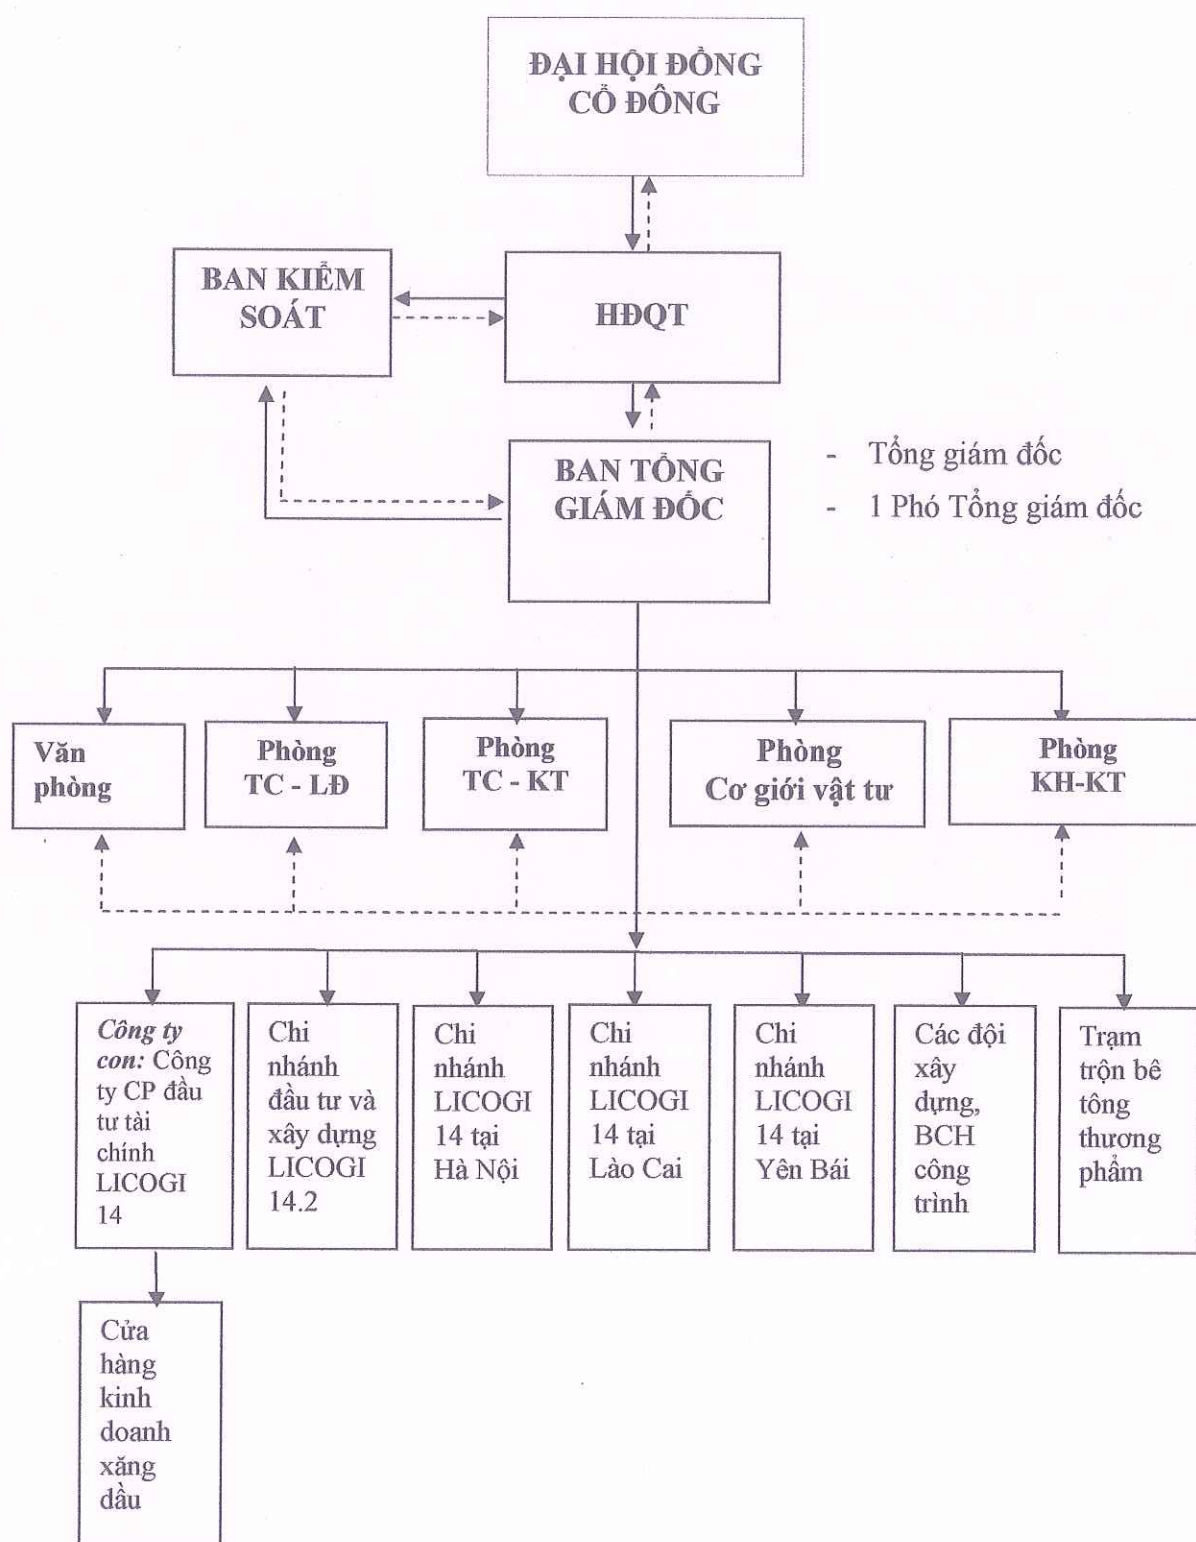 ĐẠI HỘI ĐỒNG
CỔ ĐÔNG
BAN KIỂM
SOÁT
HĐQT
BAN TỔNG
GIÁM ĐỐC
- Tổng giám đốc
- 1 Phó Tổng giám đốc
Văn
phòng
Phòng
TC - LĐ
Phòng
TC - KT
Phòng
Cơ giới vật tư
Phòng
KH-KT
Công ty
con: Công
ty CP đầu
tư tài
chính
LICOGI
14
Chi
nhánh
đầu tư và
xây dựng
LICOGI
14.2
Chi
nhánh
LICOGI
14 tại
Hà Nội
Chi
nhánh
LICOGI
14 tại
Lào Cai
Chi
nhánh
LICOGI
14 tại
Yên Bái
Các đội
xây
dựng,
BCH
công
trình
Trạm
trộn bê
tông
thương
phẩm
Cửa
hàng
kinh
doanh
xăng
dầu